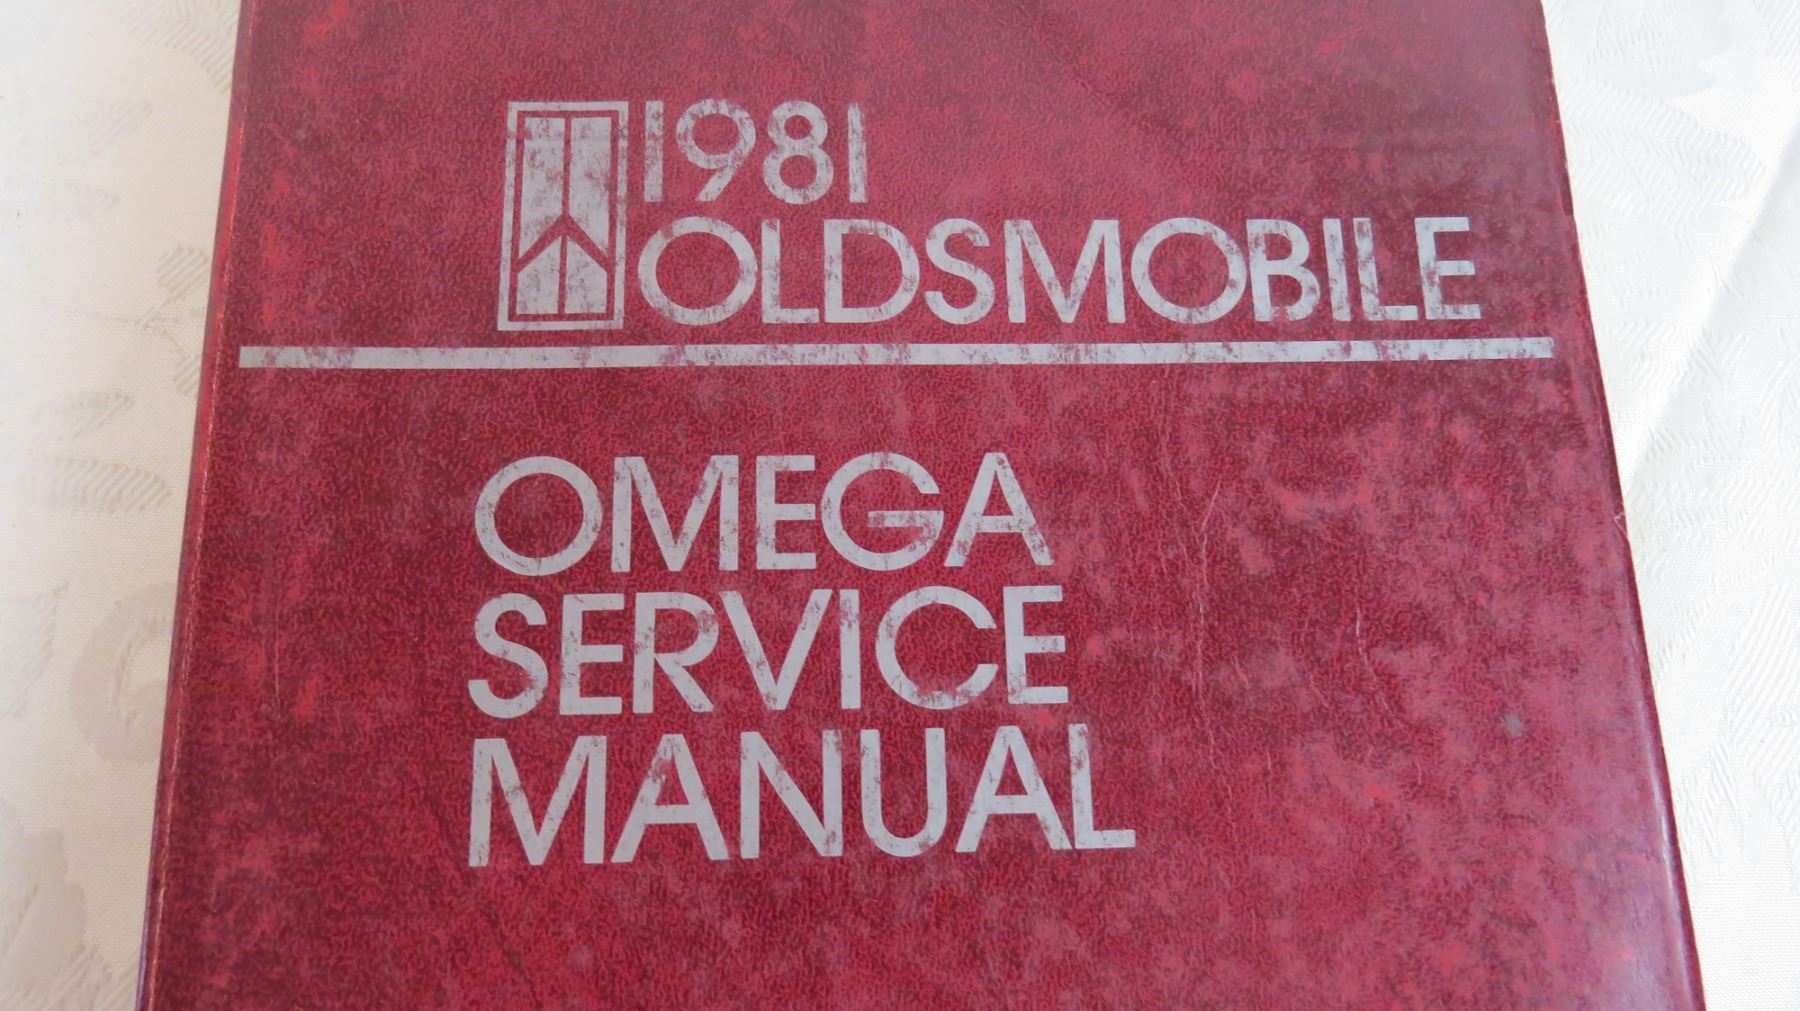 1981
OLDSMOBILE
OMEGA
SERVICE
MANUAL